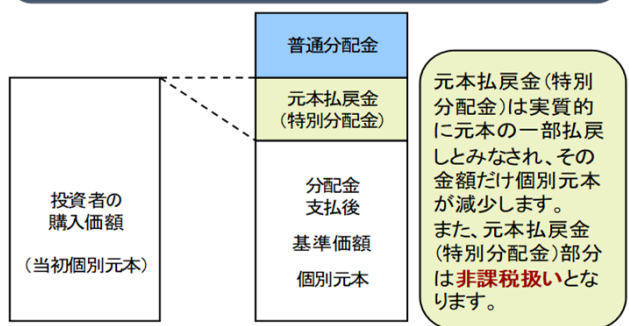 普通分配金
元本払戻金
（特別分配金）
投資者の
購入価額
（当初個別元本）
分配金
支払後
基準価額
個別元本
元本払戻金（特別
分配金）は実質的
に元本の一部払戻
しとみなされ、その
金額だけ個別元本
が減少します。
また、元本払戻金
（特別分配金）部分
は非課税扱いとな
ります。